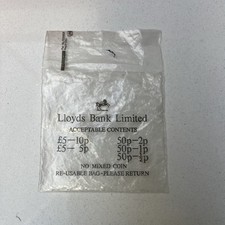 Lloyds Bank Limited
ACCEPTABLE CONTENTS
£5—10p 50p—2p
£5— 5p 50p—1p
50p—½p
NO MIXED COIN
RE-USABLE BAG—PLEASE RETURN